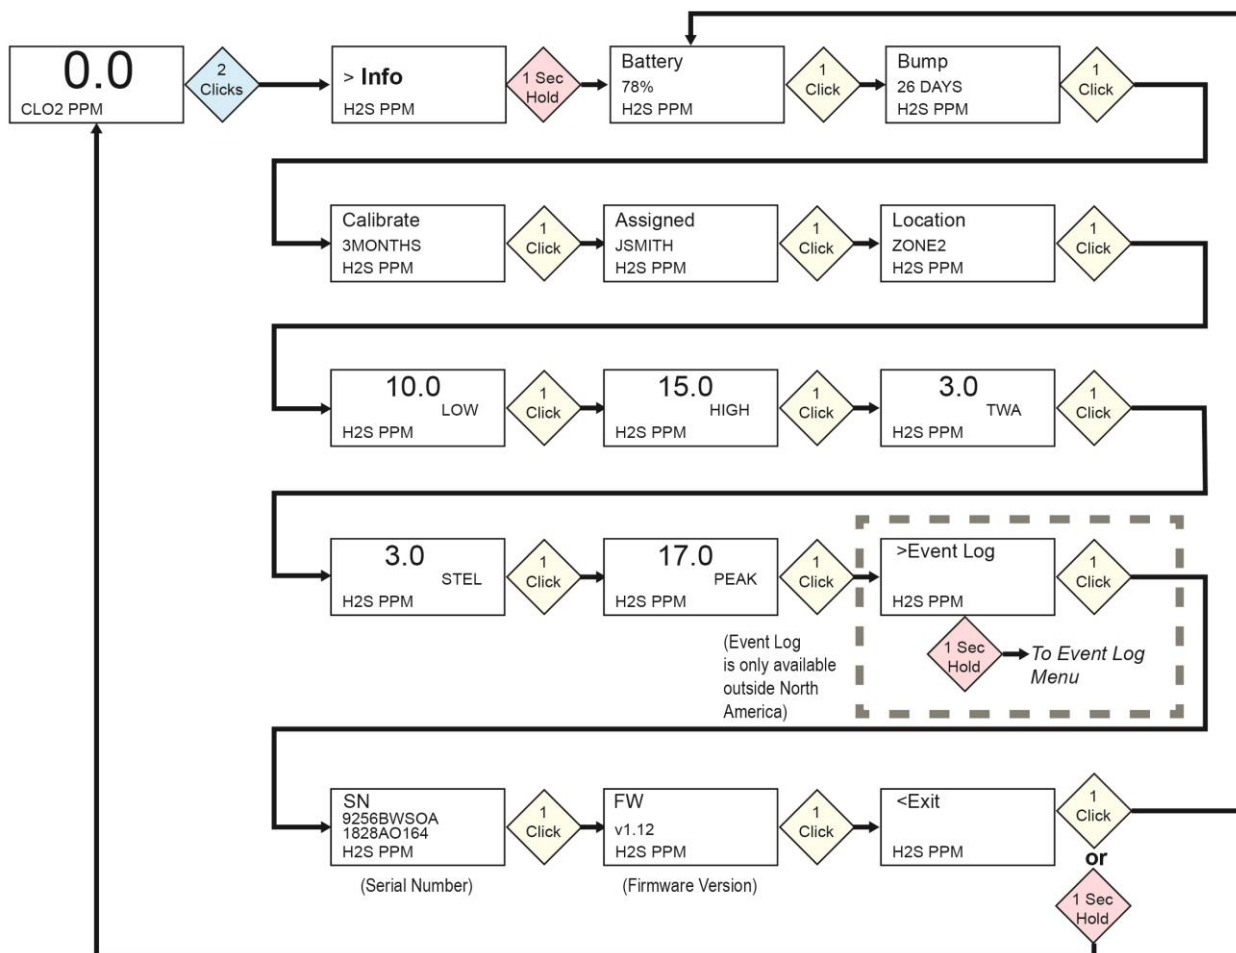 0.0
CLO2 PPM
2
Clicks
> Info
H2S PPM
1 Sec
Hold
Battery
78%
H2S PPM
1
Click
Bump
26 DAYS
H2S PPM
1
Click
Calibrate
3MONTHS
H2S PPM
1
Click
Assigned
JSMITH
H2S PPM
1
Click
Location
ZONE2
H2S PPM
1
Click
10.0
LOW
H2S PPM
1
Click
15.0
HIGH
H2S PPM
1
Click
3.0
TWA
H2S PPM
1
Click
3.0
STEL
H2S PPM
1
Click
17.0
PEAK
H2S PPM
1
Click
(Event Log
is only available
outside North
America)
>Event Log
H2S PPM
1
Click
1 Sec
Hold
To Event Log
Menu
SN
9256BWSOA
1828AO164
H2S PPM
(Serial Number)
1
Click
FW
v1.12
H2S PPM
(Firmware Version)
1
Click
<Exit
H2S PPM
1
Click
or
1 Sec
Hold